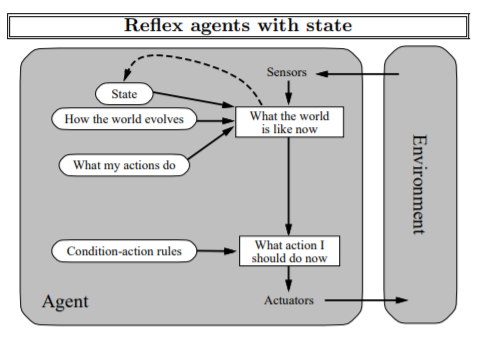 Reflex agents with state
Sensors
State
How the world evolves
What my actions do
What the world
is like now
Condition-action rules
What action I
should do now
Agent
Actuators
Environment